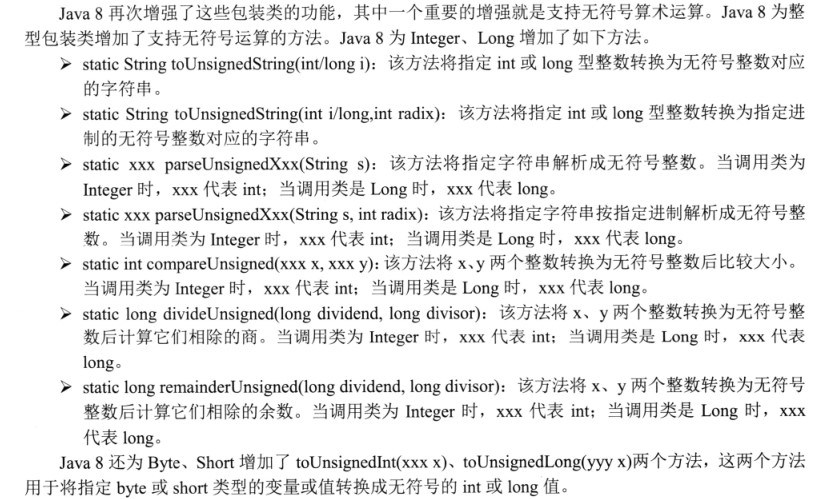 Java 8 再次增强了这些包装类的功能，其中一个重要的增强就是支持无符号算术运算。Java 8 为整
型包装类增加了支持无符号运算的方法。Java 8 为 Integer、Long 增加了如下方法。
➢ static String toUnsignedString(int/long i)：该方法将指定 int 或 long 型整数转换为无符号整数对应
的字符串。
➢ static String toUnsignedString(int i/long,int radix)：该方法将指定 int 或 long 型整数转换为指定进
制的无符号整数对应的字符串。
➢ static xxx parseUnsignedXxx(String s)：该方法将指定字符串解析成无符号整数。当调用类为
Integer 时，xxx 代表 int；当调用类是 Long 时，xxx 代表 long。
➢ static xxx parseUnsignedXxx(String s, int radix)：该方法将指定字符串按指定进制解析成无符号整
数。当调用类为 Integer 时，xxx 代表 int；当调用类是 Long 时，xxx 代表 long。
➢ static int compareUnsigned(xxx x, xxx y)：该方法将 x、y 两个整数转换为无符号整数后比较大小。
当调用类为 Integer 时，xxx 代表 int；当调用类是 Long 时，xxx 代表 long。
➢ static long divideUnsigned(long dividend, long divisor)：该方法将 x、y 两个整数转换为无符号整
数后计算它们相除的商。当调用类为 Integer 时，xxx 代表 int；当调用类是 Long 时，xxx 代表
long。
➢ static long remainderUnsigned(long dividend, long divisor)：该方法将 x、y 两个整数转换为无符号
整数后计算它们相除的余数。当调用类为 Integer 时，xxx 代表 int；当调用类是 Long 时，xxx
代表 long。
Java 8 还为 Byte、Short 增加了 toUnsignedInt(xxx x)、toUnsignedLong(yyy x)两个方法，这两个方法
用于将指定 byte 或 short 类型的变量或值转换成无符号的 int 或 long 值。